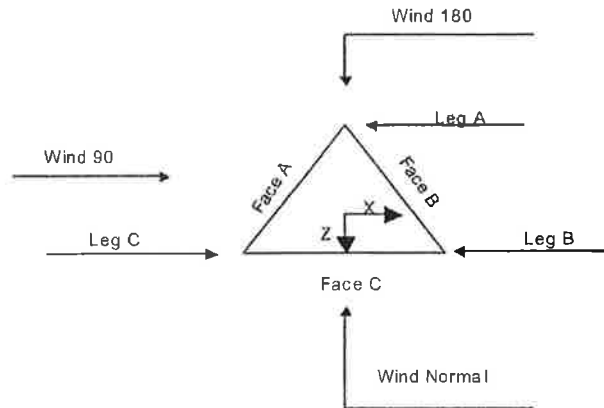 Wind 180
Leg A
Wind 90
Face A
Face B
X
Z
Leg C
Leg B
Face C
Wind Normal